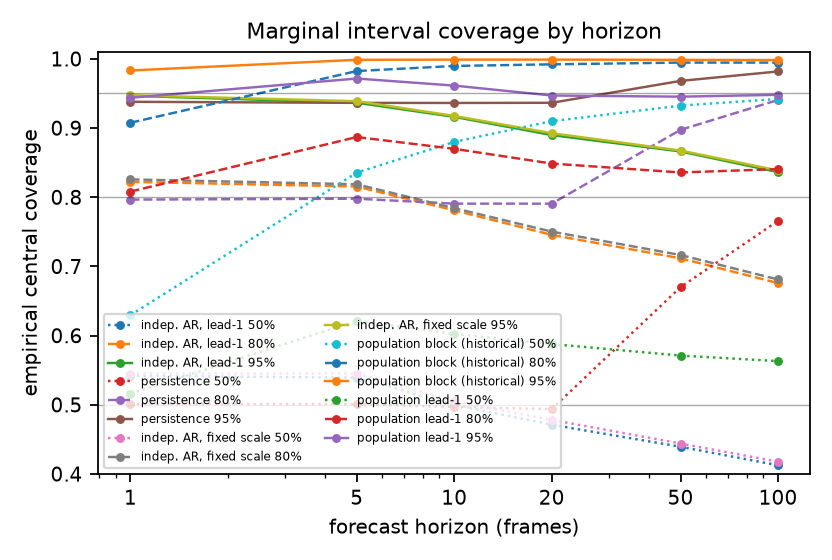 Marginal interval coverage by horizon
empirical central coverage
1.0
0.9
0.8
0.7
0.6
0.5
0.4
indep. AR, lead-1 50%
indep. AR, lead-1 80%
indep. AR, lead-1 95%
persistence 50%
persistence 80%
persistence 95%
indep. AR, fixed scale 50%
indep. AR, fixed scale 80%
indep. AR, fixed scale 95%
population block (historical) 50%
population block (historical) 80%
population block (historical) 95%
population lead-1 50%
population lead-1 80%
population lead-1 95%
1 5 10 20 50 100
forecast horizon (frames)